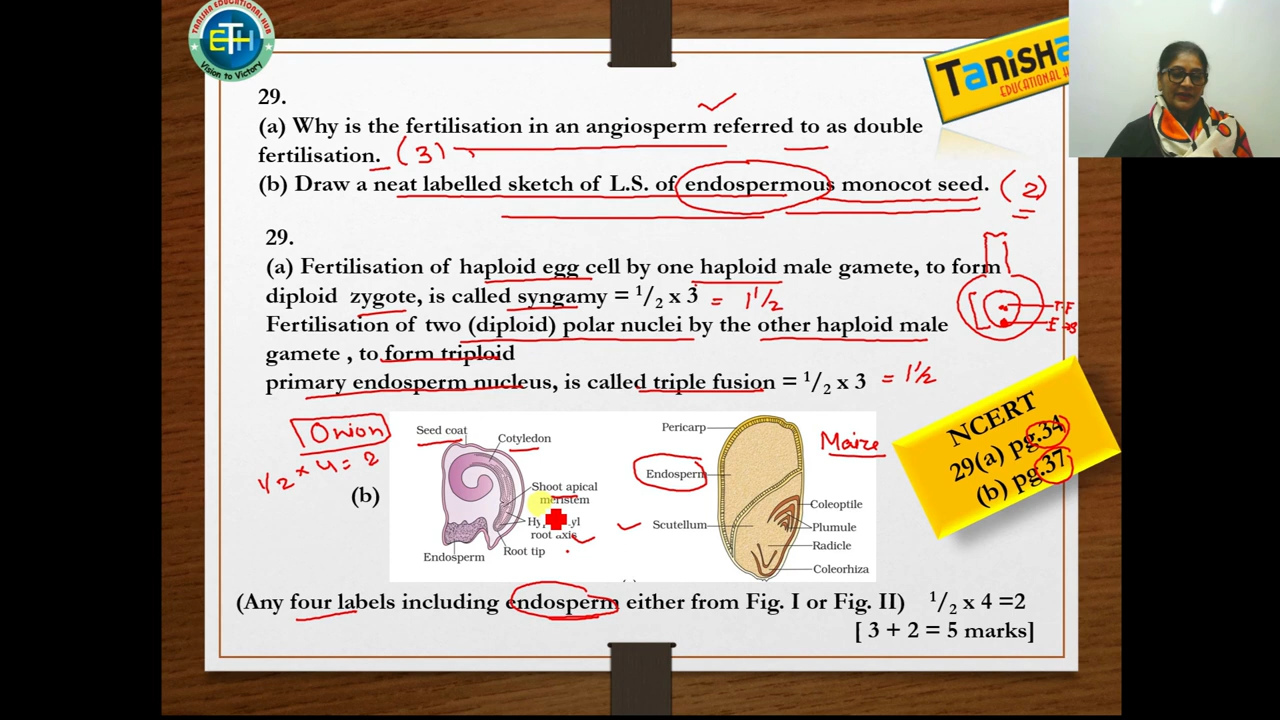 TANISHA EDUCATIONAL HUB
ETH
Vision to Victory
Tanisha
EDUCATIONAL H
29.
(a) Why is the fertilisation in an angiosperm referred to as double
fertilisation. (3)
(b) Draw a neat labelled sketch of L.S. of endospermous monocot seed. (2)
29.
(a) Fertilisation of haploid egg cell by one haploid male gamete, to form
diploid zygote, is called syngamy = 1/2 x 3 = 1 1/2
Fertilisation of two (diploid) polar nuclei by the other haploid male
gamete , to form triploid
primary endosperm nucleus, is called triple fusion = 1/2 x 3 = 1 1/2
T.F
NCERT
29(a) pg.34
(b) pg.37
Onion
1/2 x 4 = 2
(b)
Seed coat
Cotyledon
Shoot apical
meristem
root axis
Root tip
Endosperm
Pericarp
Maize
Endosperm
Coleoptile
Scutellum
Plumule
Radicle
Coleorhiza
(Any four labels including endosperm either from Fig. I or Fig. II) 1/2 x 4 =2
[ 3 + 2 = 5 marks]